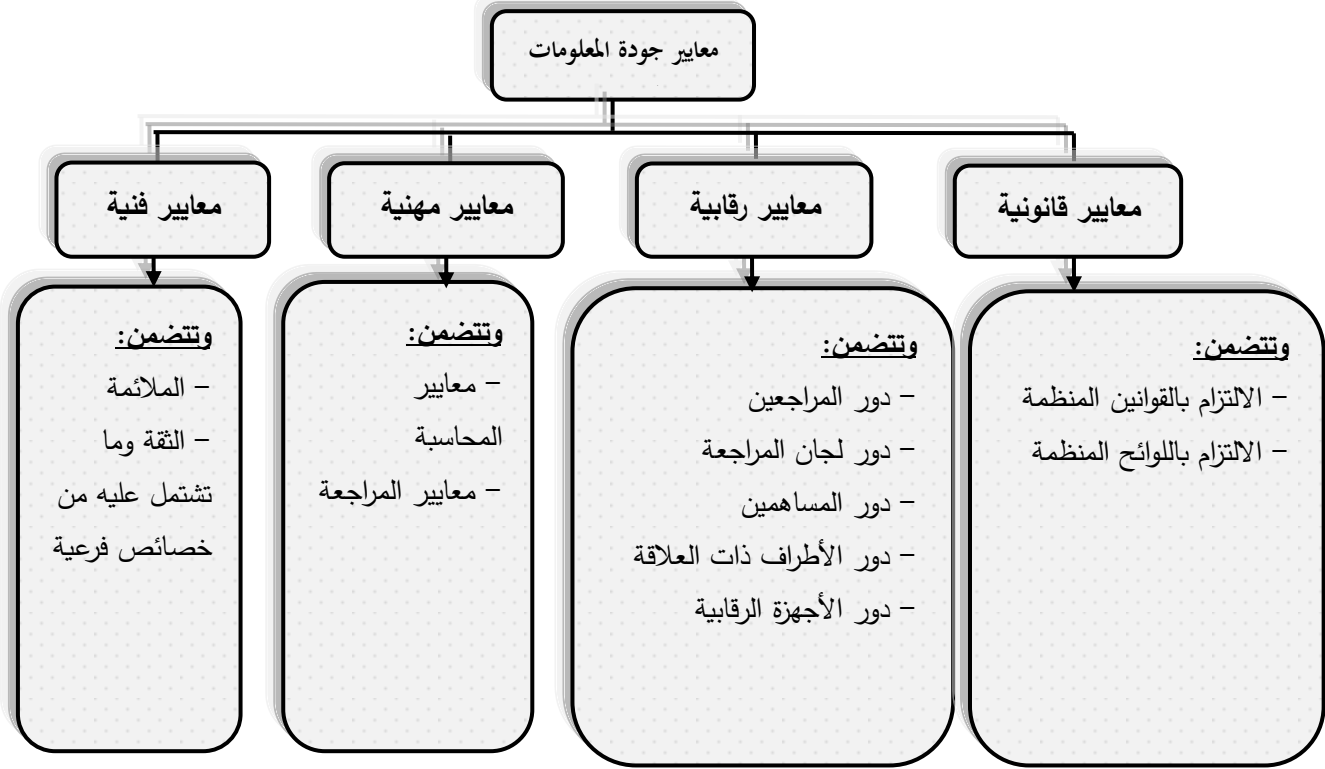 معايير جودة المعلومات
معايير قانونية
معايير رقابية
معايير مهنية
معايير فنية
وتتضمن:
- الالتزام بالقوانين المنظمة
- الالتزام باللوائح المنظمة
وتتضمن:
- دور المراجعين
- دور لجان المراجعة
- دور المساهمين
- دور الأطراف ذات العلاقة
- دور الأجهزة الرقابية
وتتضمن:
- معايير
المحاسبة
- معايير المراجعة
وتتضمن:
- الملائمة
- الثقة وما
تشتمل عليه من
خصائص فرعية